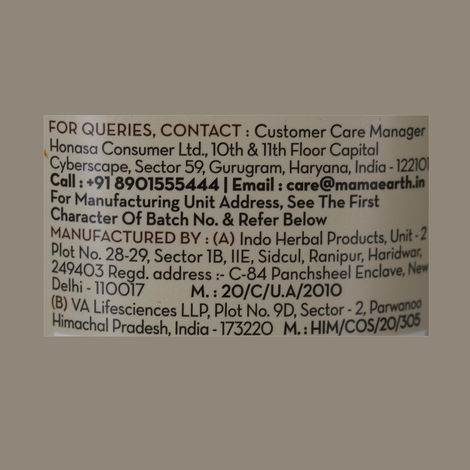 FOR QUERIES, CONTACT : Customer Care Manager
Honasa Consumer Ltd., 10th & 11th Floor Capital
Cyberscape, Sector 59, Gurugram, Haryana, India - 122101
Call : +91 8901555444 | Email : care@mamaearth.in
For Manufacturing Unit Address, See The First
Character Of Batch No. & Refer Below
MANUFACTURED BY : (A) Indo Herbal Products, Unit - 2
Plot No. 28-29, Sector 1B, IIE, Sidcul, Ranipur, Haridwar,
249403 Regd. address :- C-84 Panchsheel Enclave, New
Delhi - 110017 M. : 20/C/U.A/2010
(B) VA Lifesciences LLP, Plot No. 9D, Sector - 2, Parwanoo
Himachal Pradesh, India - 173220 M. : HIM/COS/20/305